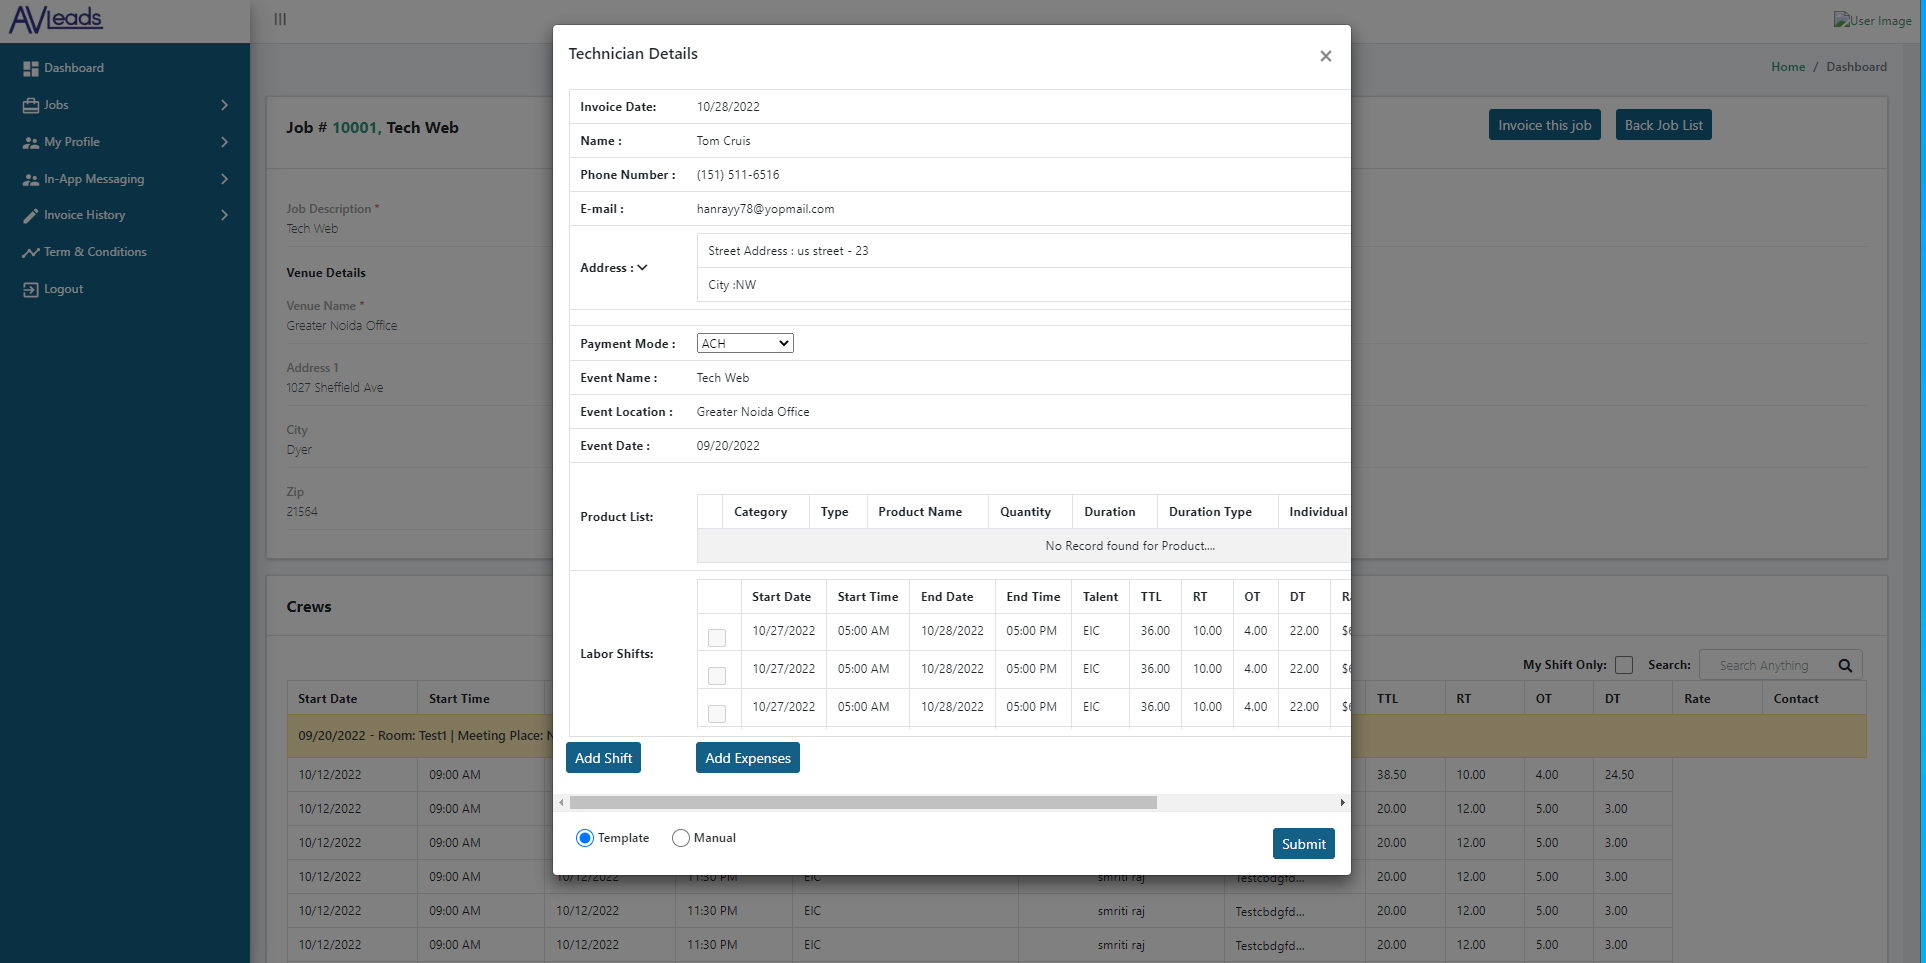 AVLeads
User Image
Home / Dashboard
Dashboard
Jobs
My Profile
In-App Messaging
Invoice History
Term & Conditions
Logout
Job # 10001, Tech Web
Invoice this job
Back Job List
Job Description *
Tech Web
Venue Details
Venue Name *
Greater Noida Office
Address 1
1027 Sheffield Ave
City
Dyer
Zip
21564
Technician Details
×
Invoice Date: 10/28/2022
Name : Tom Cruis
Phone Number : (151) 511-6516
E-mail : hanrayy78@yopmail.com
Address :
Street Address : us street - 23
City :NW
Payment Mode : ACH
Event Name : Tech Web
Event Location : Greater Noida Office
Event Date : 09/20/2022
Product List:
Category Type Product Name Quantity Duration Duration Type Individual
No Record found for Product....
Labor Shifts:
Start Date Start Time End Date End Time Talent TTL RT OT DT
10/27/2022 05:00 AM 10/28/2022 05:00 PM EIC 36.00 10.00 4.00 22.00
10/27/2022 05:00 AM 10/28/2022 05:00 PM EIC 36.00 10.00 4.00 22.00
10/27/2022 05:00 AM 10/28/2022 05:00 PM EIC 36.00 10.00 4.00 22.00
Add Shift Add Expenses
Template Manual
Submit
Crews
My Shift Only: Search: Search Anything
Start Date Start Time TTL RT OT DT Rate Contact
09/20/2022 - Room: Test1 | Meeting Place:
10/12/2022 09:00 AM 38.50 10.00 4.00 24.50
10/12/2022 09:00 AM 20.00 12.00 5.00 3.00
10/12/2022 09:00 AM 20.00 12.00 5.00 3.00
10/12/2022 09:00 AM 10/12/2022 11:30 PM EIC smriti raj Testcbdgfd... 20.00 12.00 5.00 3.00
10/12/2022 09:00 AM 10/12/2022 11:30 PM EIC smriti raj Testcbdgfd... 20.00 12.00 5.00 3.00
10/12/2022 09:00 AM 10/12/2022 11:30 PM EIC smriti raj Testcbdgfd... 20.00 12.00 5.00 3.00